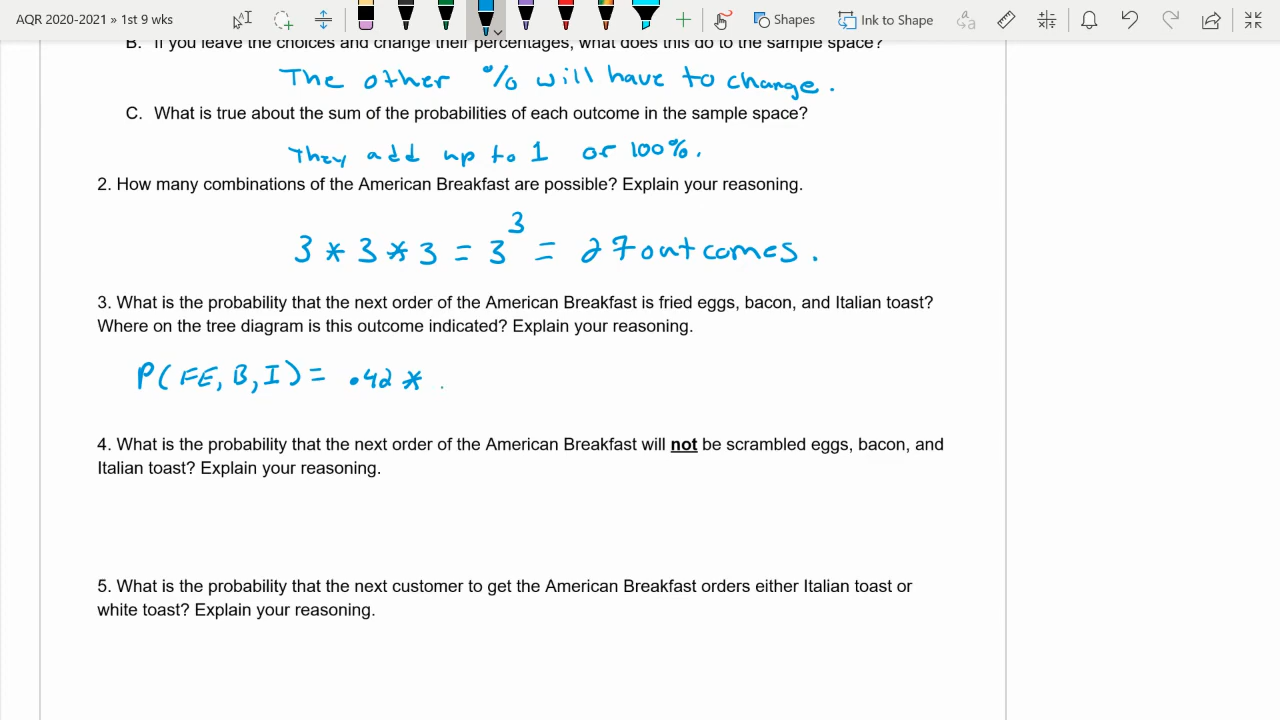 AQR 2020-2021 » 1st 9 wks
Shapes
Ink to Shape
B. If you leave the choices and change their percentages, what does this do to the sample space?
The other % will have to change.
C. What is true about the sum of the probabilities of each outcome in the sample space?
They add up to 1 or 100%.
2. How many combinations of the American Breakfast are possible? Explain your reasoning.
3 * 3 * 3 = 3³ = 27 outcomes.
3. What is the probability that the next order of the American Breakfast is fried eggs, bacon, and Italian toast?
Where on the tree diagram is this outcome indicated? Explain your reasoning.
P(FE, B, I) = .42 * .
4. What is the probability that the next order of the American Breakfast will not be scrambled eggs, bacon, and
Italian toast? Explain your reasoning.
5. What is the probability that the next customer to get the American Breakfast orders either Italian toast or
white toast? Explain your reasoning.